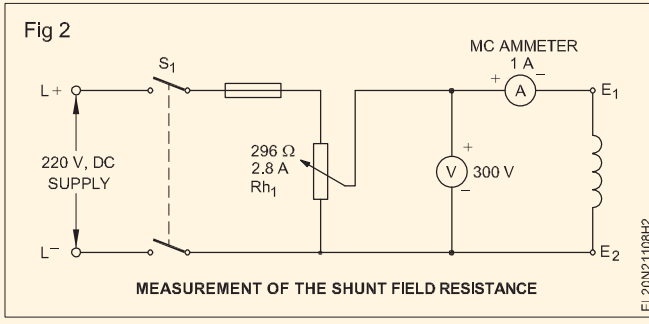 Fig 2
MC AMMETER
1 A
S1
+
−
L+
A
E1
220 V, DC
SUPPLY
296 Ω
2.8 A
Rh1
+
V
300 V
−
L−
E2
MEASUREMENT OF THE SHUNT FIELD RESISTANCE
EL20N21108H2